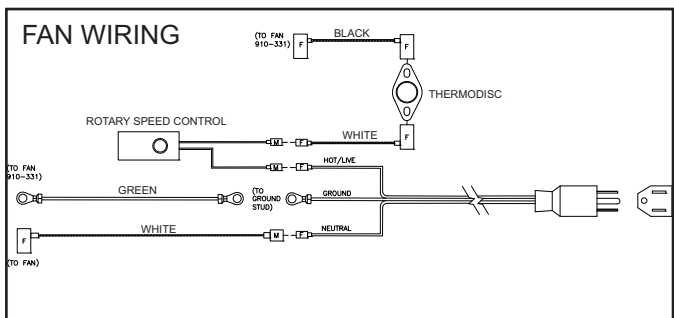 FAN WIRING
(TO FAN
910-331)
F
BLACK
F
THERMODISC
F
ROTARY SPEED CONTROL
M
F
WHITE
M
F
HOT/LIVE
(TO FAN
910-331)
GREEN
(TO
GROUND
STUD)
GROUND
F
(TO FAN)
WHITE
M
F
NEUTRAL